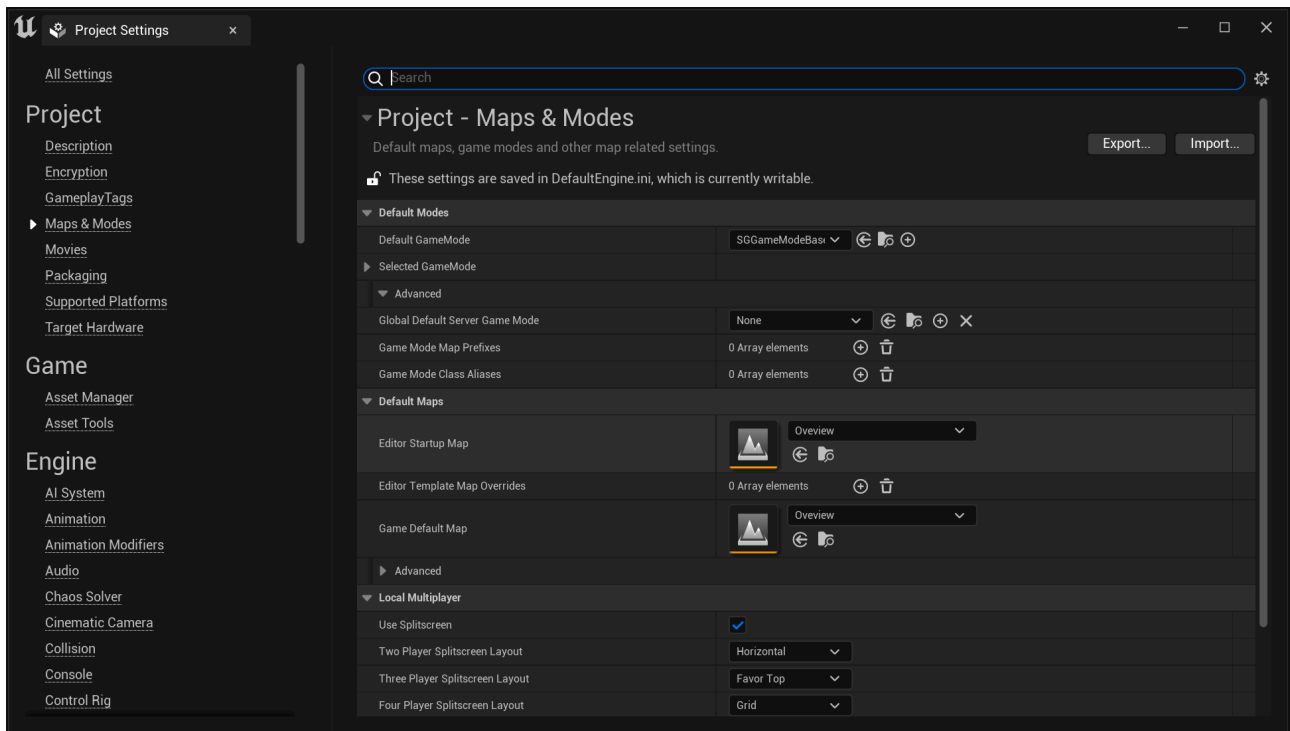 Project Settings
All Settings
Project
Description
Encryption
GameplayTags
Maps & Modes
Movies
Packaging
Supported Platforms
Target Hardware
Game
Asset Manager
Asset Tools
Engine
AI System
Animation
Animation Modifiers
Audio
Chaos Solver
Cinematic Camera
Collision
Console
Control Rig
Search
Project - Maps & Modes
Default maps, game modes and other map related settings.
Export... Import...
These settings are saved in DefaultEngine.ini, which is currently writable.
Default Modes
Default GameMode SGGameModeBas
Selected GameMode
Advanced
Global Default Server Game Mode None
Game Mode Map Prefixes 0 Array elements
Game Mode Class Aliases 0 Array elements
Default Maps
Editor Startup Map Oveview
Editor Template Map Overrides 0 Array elements
Game Default Map Oveview
Advanced
Local Multiplayer
Use Splitscreen
Two Player Splitscreen Layout Horizontal
Three Player Splitscreen Layout Favor Top
Four Player Splitscreen Layout Grid